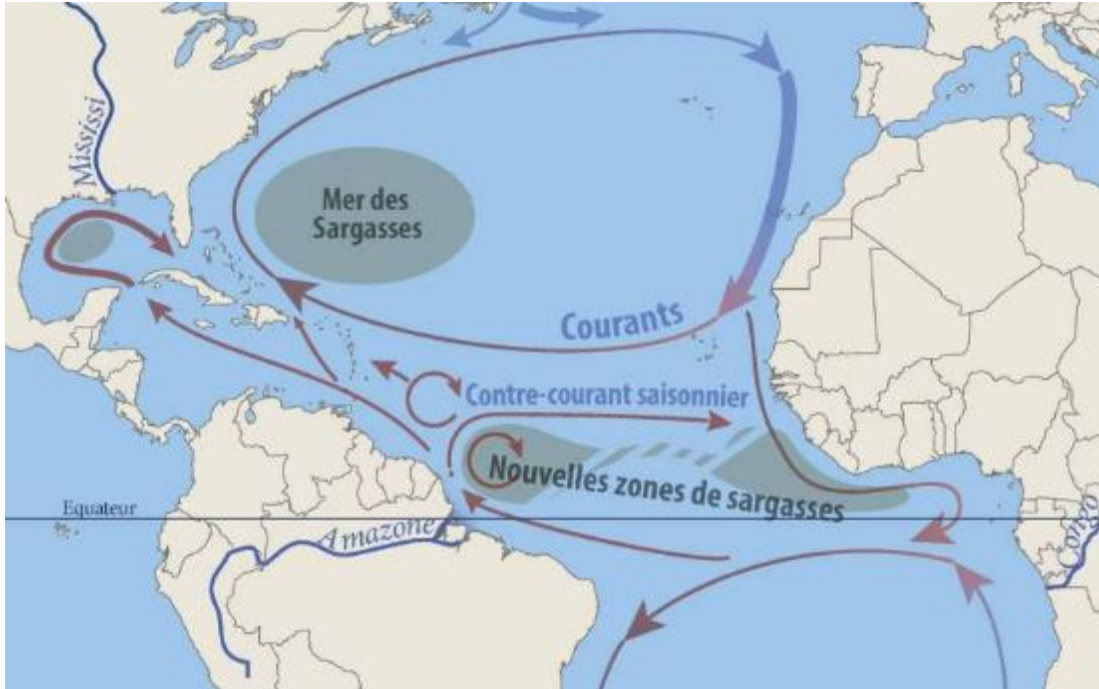 Mississi
Mer des
Sargasses
Courants
Contre-courant saisonnier
Nouvelles zones de sargasses
Equateur
Amazone
Congo